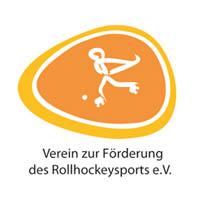 Verein zur Förderung
des Rollhockeysports e.V.